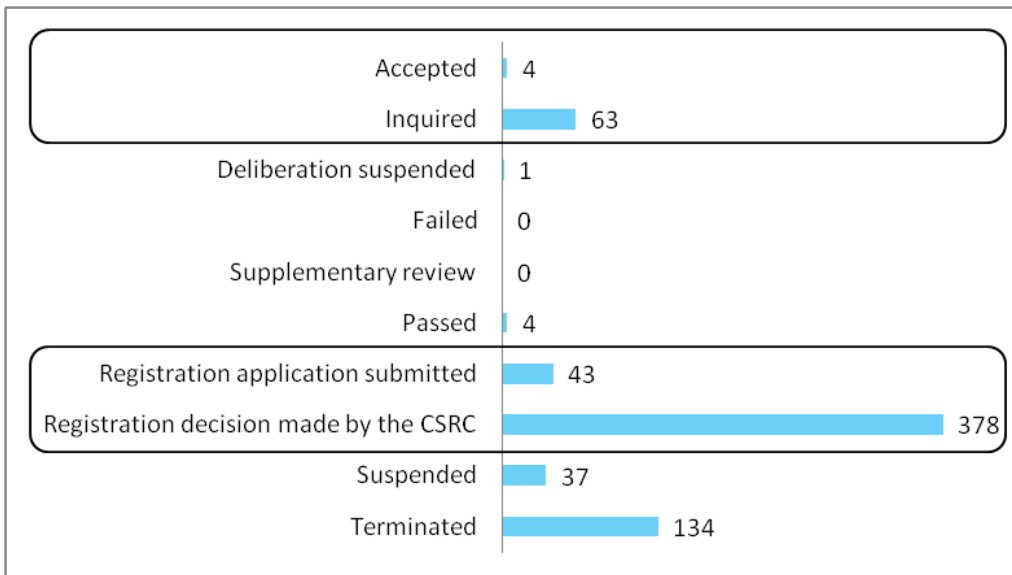 Accepted 4
Inquired 63
Deliberation suspended 1
Failed 0
Supplementary review 0
Passed 4
Registration application submitted 43
Registration decision made by the CSRC 378
Suspended 37
Terminated 134